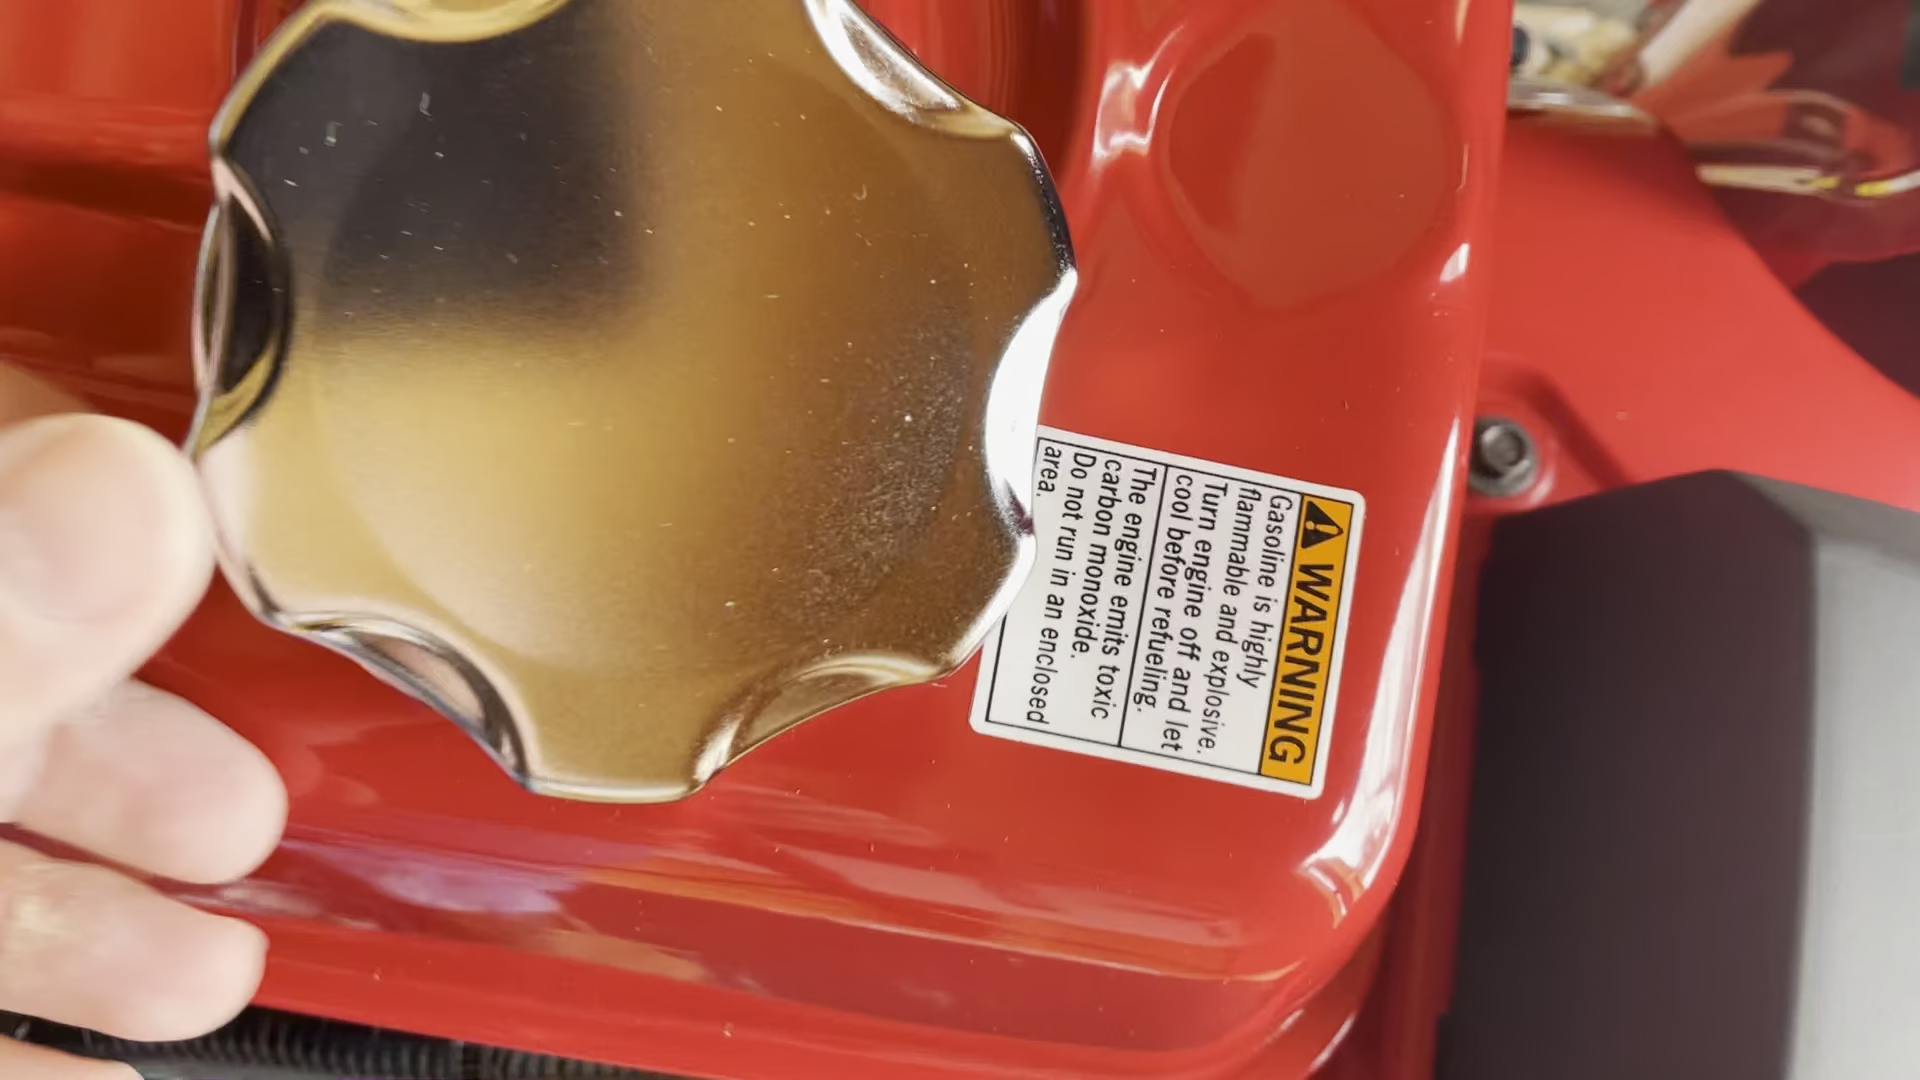 WARNING
Gasoline is highly
flammable and explosive.
Turn engine off and let
cool before refueling.
The engine emits toxic
carbon monoxide.
Do not run in an enclosed
area.